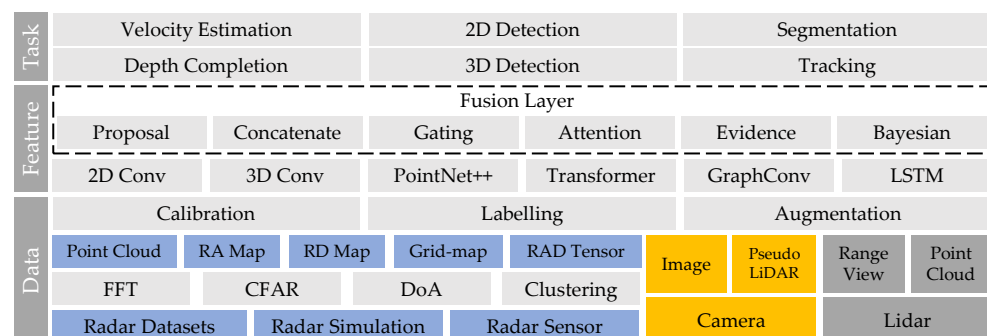 Task
Velocity Estimation 2D Detection Segmentation
Depth Completion 3D Detection Tracking
Feature
Fusion Layer
Proposal Concatenate Gating Attention Evidence Bayesian
2D Conv 3D Conv PointNet++ Transformer GraphConv LSTM
Data
Calibration Labelling Augmentation
Point Cloud RA Map RD Map Grid-map RAD Tensor
Image
Pseudo
LiDAR
Range
View
Point
Cloud
FFT CFAR DoA Clustering
Radar Datasets Radar Simulation Radar Sensor
Camera Lidar